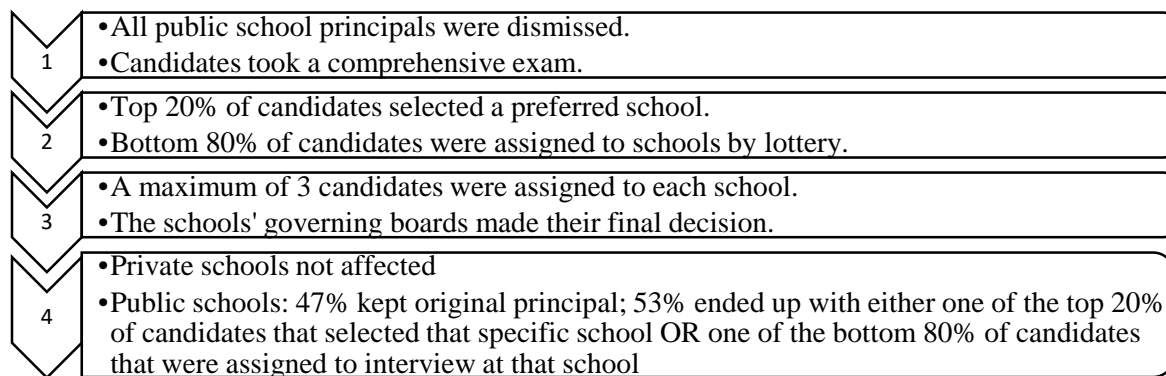 1
•All public school principals were dismissed.
•Candidates took a comprehensive exam.
2
•Top 20% of candidates selected a preferred school.
•Bottom 80% of candidates were assigned to schools by lottery.
3
•A maximum of 3 candidates were assigned to each school.
•The schools' governing boards made their final decision.
4
•Private schools not affected
•Public schools: 47% kept original principal; 53% ended up with either one of the top 20%
of candidates that selected that specific school OR one of the bottom 80% of candidates
that were assigned to interview at that school